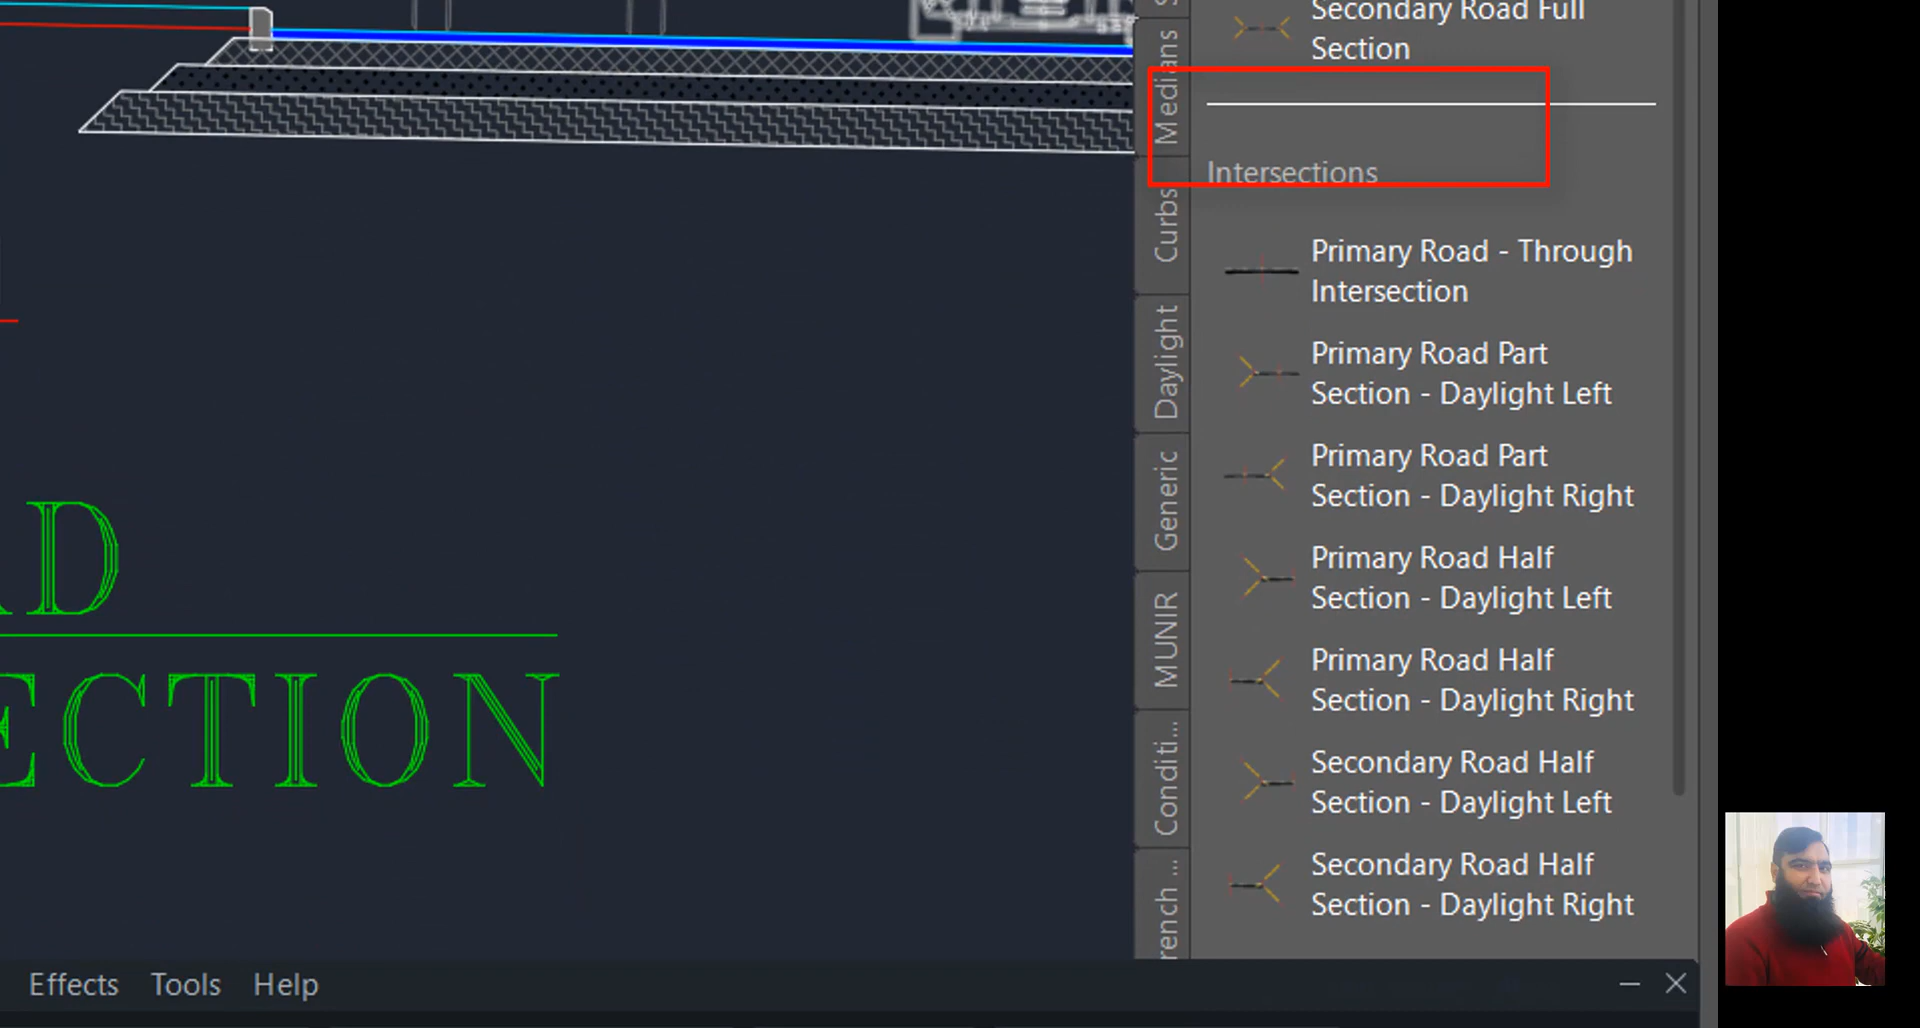 Secondary Road Full
Section
Intersections
Primary Road - Through
Intersection
Primary Road Part
Section - Daylight Left
Primary Road Part
Section - Daylight Right
Primary Road Half
Section - Daylight Left
Primary Road Half
Section - Daylight Right
Secondary Road Half
Section - Daylight Left
Secondary Road Half
Section - Daylight Right
Medians
Curbs
Daylight
Generic
MUNIR
Conditi...
rench ...
D
ECTION
Effects Tools Help